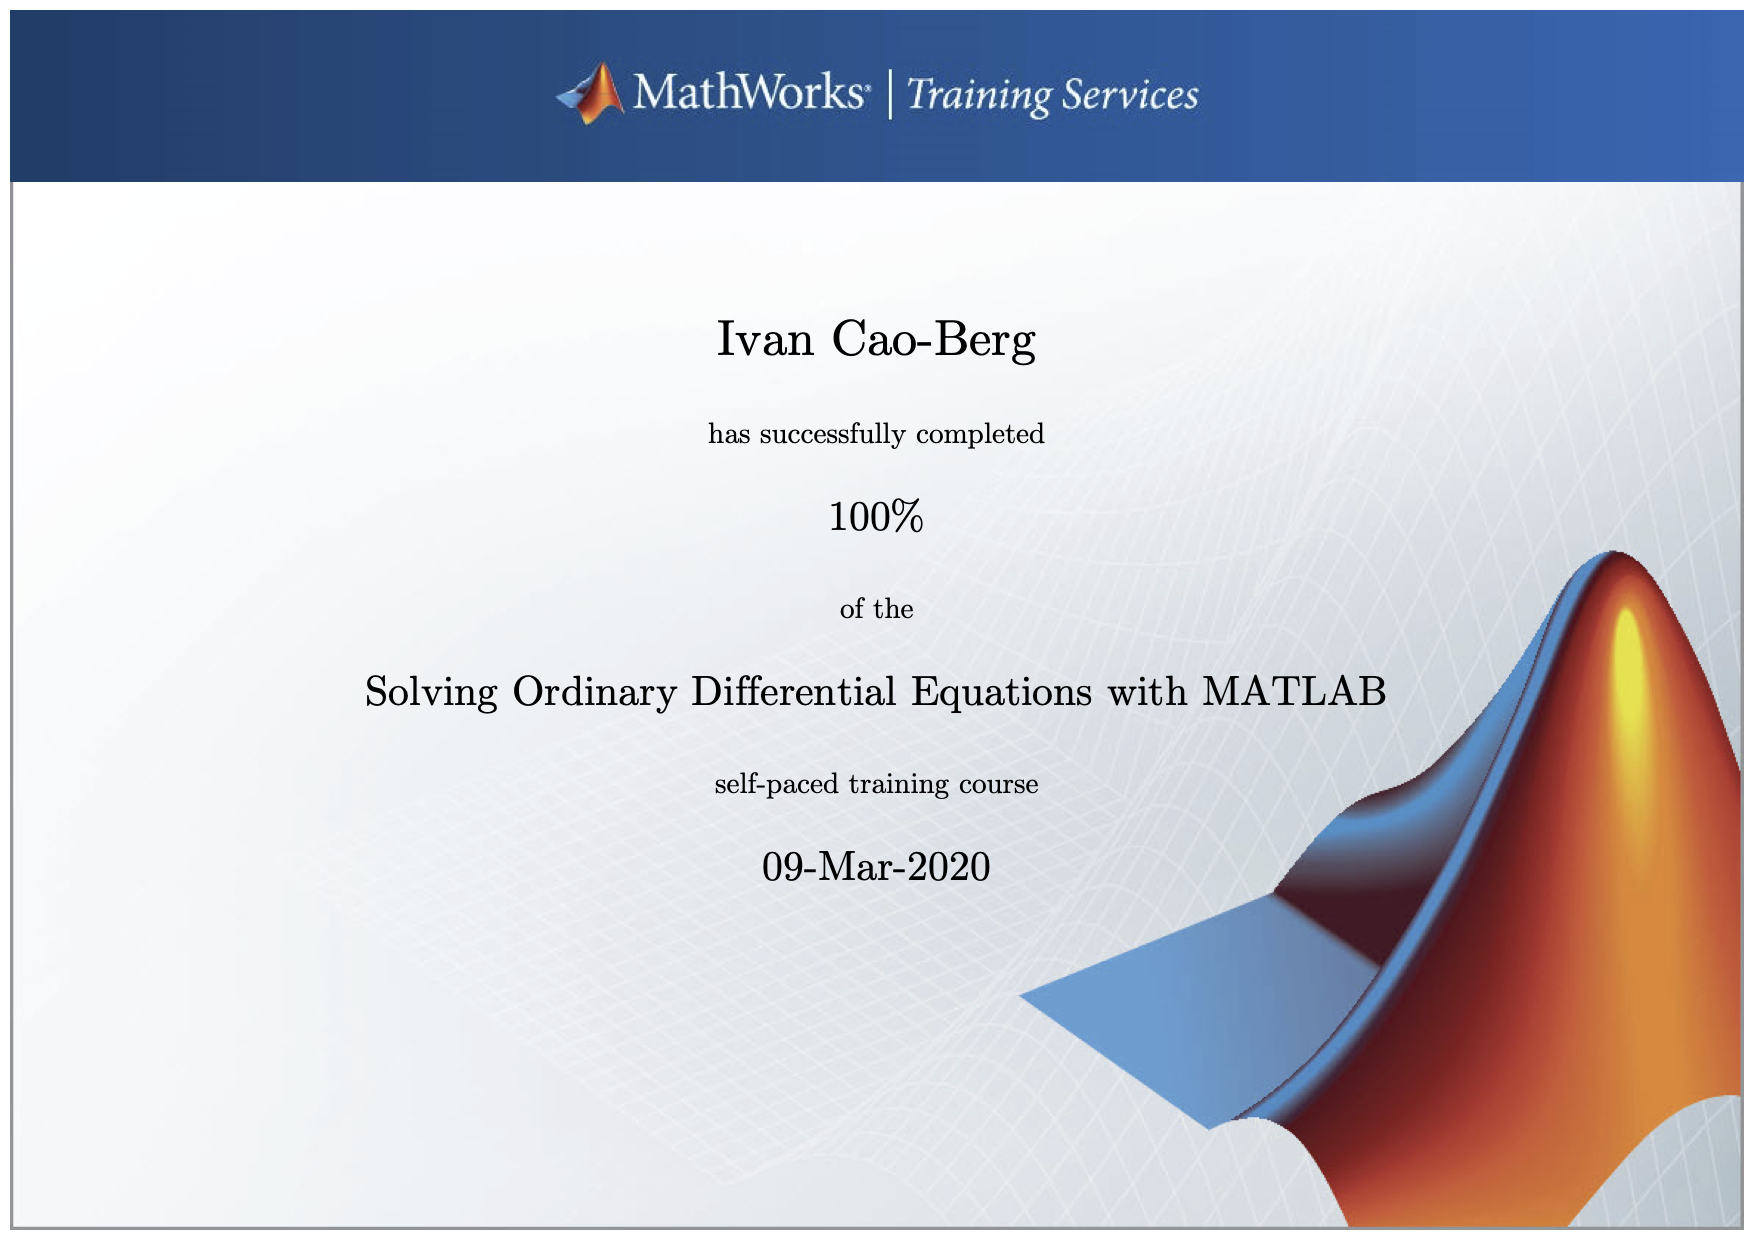 MathWorks® | Training Services
Ivan Cao-Berg
has successfully completed
100%
of the
Solving Ordinary Differential Equations with MATLAB
self-paced training course
09-Mar-2020